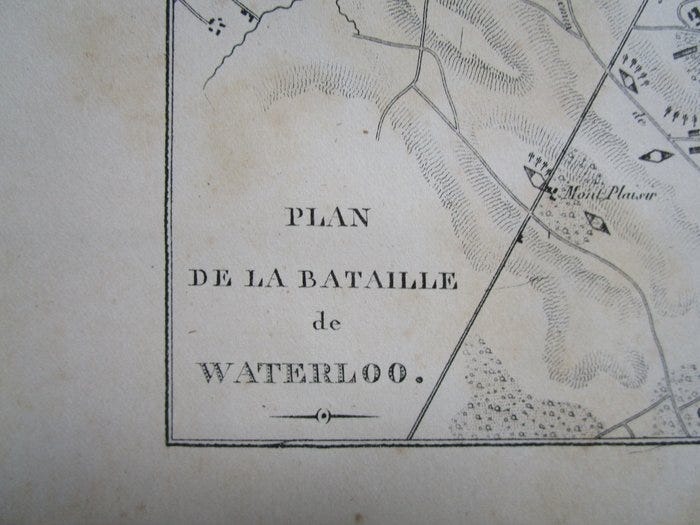 PLAN
DE LA BATAILLE
de
WATERLOO.
Mont Plaisir
de